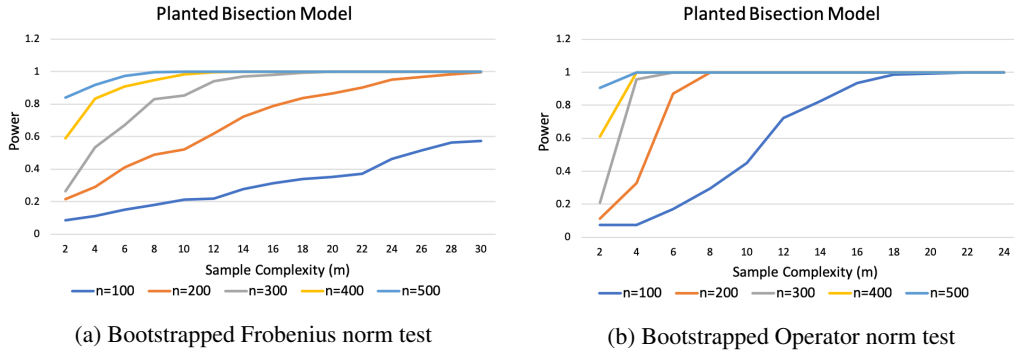 Planted Bisection Model
1.2
1
0.8
0.6
0.4
0.2
0
Power
2 4 6 8 10 12 14 16 18 20 22 24 26 28 30
Sample Complexity (m)
n=100 n=200 n=300 n=400 n=500
(a) Bootstrapped Frobenius norm test
Planted Bisection Model
1.2
1
0.8
0.6
0.4
0.2
0
Power
2 4 6 8 10 12 14 16 18 20 22 24
Sample Complexity (m)
n=100 n=200 n=300 n=400 n=500
(b) Bootstrapped Operator norm test